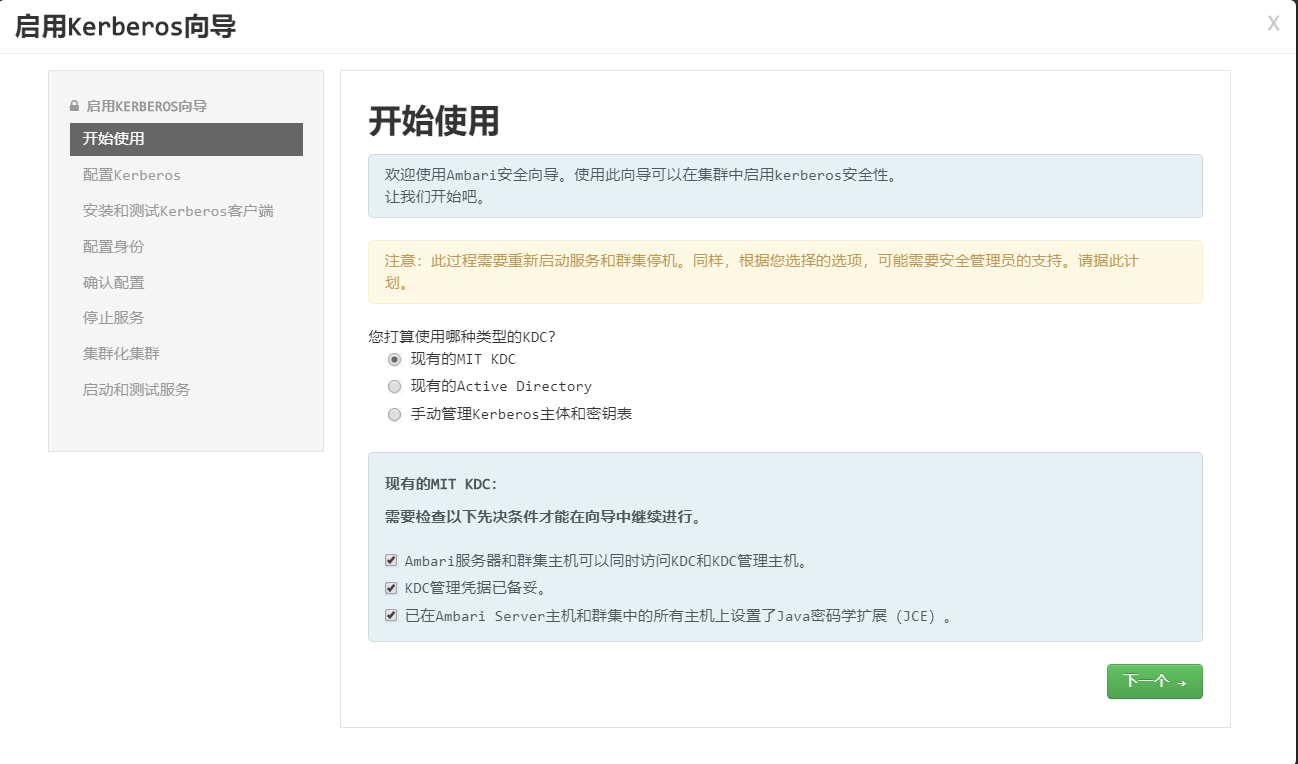 启用Kerberos向导
X
启用KERBEROS向导
开始使用
配置Kerberos
安装和测试Kerberos客户端
配置身份
确认配置
停止服务
集群化集群
启动和测试服务
开始使用
欢迎使用Ambari安全向导。使用此向导可以在集群中启用kerberos安全性。
让我们开始吧。
注意：此过程需要重新启动服务和群集停机。同样，根据您选择的选项，可能需要安全管理员的支持。请据此计
划。
您打算使用哪种类型的KDC？
现有的MIT KDC
现有的Active Directory
手动管理Kerberos主体和密钥表
现有的MIT KDC：
需要检查以下先决条件才能在向导中继续进行。
Ambari服务器和群集主机可以同时访问KDC和KDC管理主机。
KDC管理凭据已备妥。
已在Ambari Server主机和群集中的所有主机上设置了Java密码学扩展（JCE）。
下一个 →